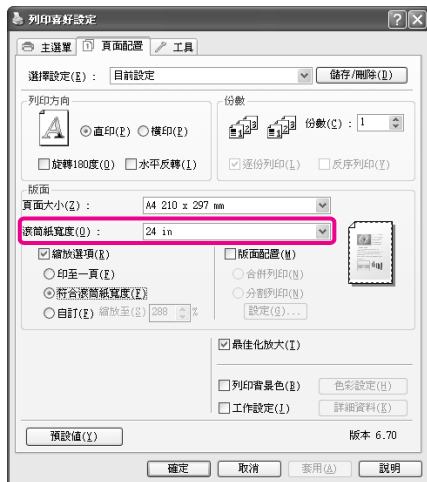 列印喜好設定
主選單 頁面配置 工具
選擇設定(E) : 目前設定 儲存/刪除(D)
列印方向 份數
直印(P) 橫印(P) 份數(C) : 1
旋轉180度(O) 水平反轉(I) 逐份列印(L) 反序列印(Y)
版面
頁面大小(Z) : A4 210 x 297 mm
滾筒紙寬度(O) : 24 in
縮放選項(R) 版面配置(M)
印至一頁(F) 合併列印(N)
符合滾筒紙寬度(F) 分割列印(N)
自訂(F) 縮放至(S) 288 % 設定(G)...
最佳化放大(T)
列印背景色(B) 色彩設定(H)
工作設定(J) 詳細資料(K)
預設值(Y) 版本 6.70
確定 取消 套用(A) 說明